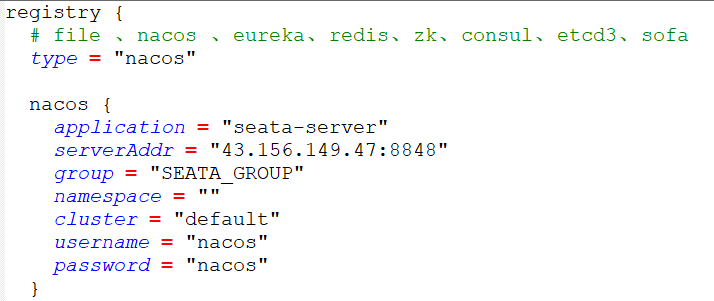 registry {
  # file 、nacos 、eureka、redis、zk、consul、etcd3、sofa
  type = "nacos"

  nacos {
    application = "seata-server"
    serverAddr = "43.156.149.47:8848"
    group = "SEATA_GROUP"
    namespace = ""
    cluster = "default"
    username = "nacos"
    password = "nacos"
  }